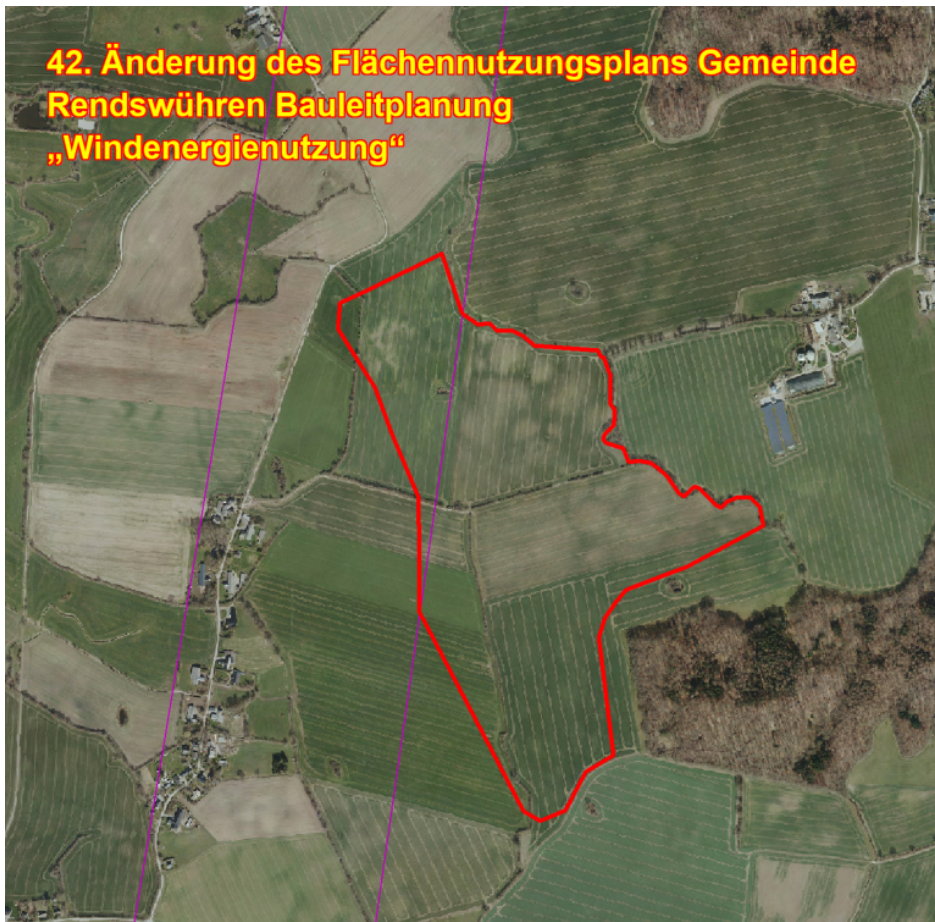 42. Änderung des Flächennutzungsplans Gemeinde
Rendswühren Bauleitplanung
„Windenergienutzung“